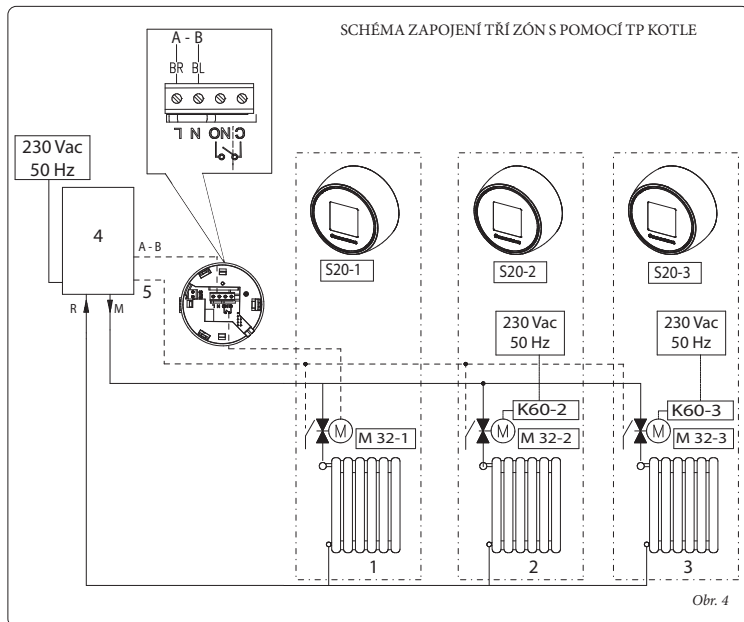 SCHÉMA ZAPOJENÍ TŘÍ ZÓN S POMOCÍ TP KOTLE
A - B
BR BL
L N ONC
230 Vac
50 Hz
4
A - B
5
R
M
S20-1
S20-2
S20-3
230 Vac
50 Hz
230 Vac
50 Hz
K60-2
K60-3
M
M 32-1
M
M 32-2
M
M 32-3
1
2
3
Obr. 4